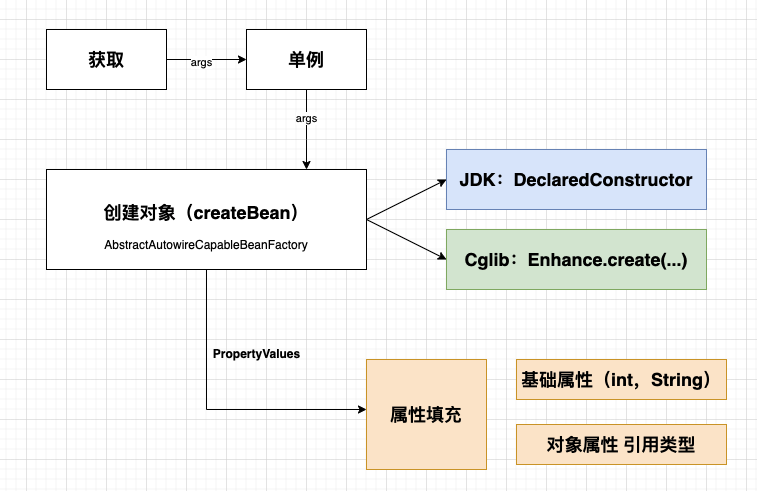 获取
args
单例
args
创建对象（createBean）
AbstractAutowireCapableBeanFactory
JDK：DeclaredConstructor
Cglib：Enhance.create(...)
PropertyValues
属性填充
基础属性（int，String）
对象属性 引用类型